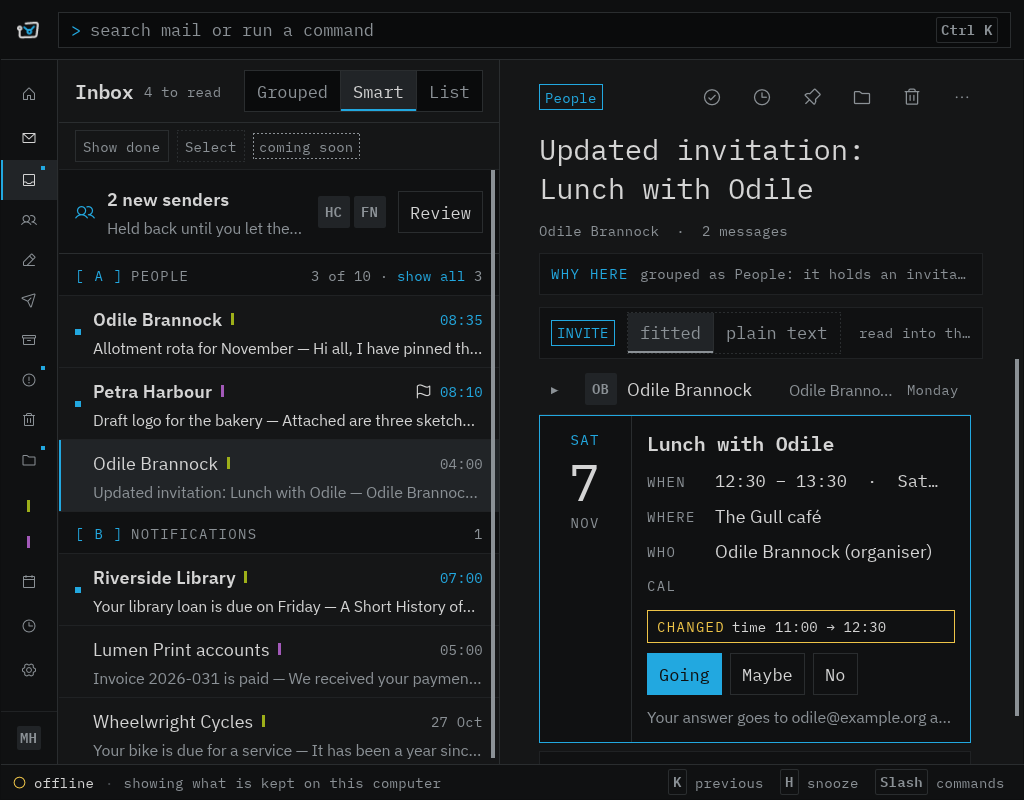 > search mail or run a command Ctrl K
Inbox 4 to read Grouped Smart List
Show done Select coming soon
2 new senders
Held back until you let the... HC FN Review
[ A ] PEOPLE 3 of 10 · show all 3
Odile Brannock 08:35
Allotment rota for November — Hi all, I have pinned th...
Petra Harbour 08:10
Draft logo for the bakery — Attached are three sketch...
Odile Brannock 04:00
Updated invitation: Lunch with Odile — Odile Brannoc...
[ B ] NOTIFICATIONS 1
Riverside Library 07:00
Your library loan is due on Friday — A Short History of...
Lumen Print accounts 05:00
Invoice 2026-031 is paid — We received your paymen...
Wheelwright Cycles 27 Oct
Your bike is due for a service — It has been a year sinc...
MH
People
Updated invitation:
Lunch with Odile
Odile Brannock · 2 messages
WHY HERE grouped as People: it holds an invita…
INVITE fitted plain text read into th…
OB Odile Brannock Odile Branno... Monday
SAT
7
NOV
Lunch with Odile
WHEN 12:30 – 13:30 · Sat…
WHERE The Gull café
WHO Odile Brannock (organiser)
CAL
CHANGED time 11:00 → 12:30
Going Maybe No
Your answer goes to odile@example.org a...
offline · showing what is kept on this computer K previous H snooze Slash commands